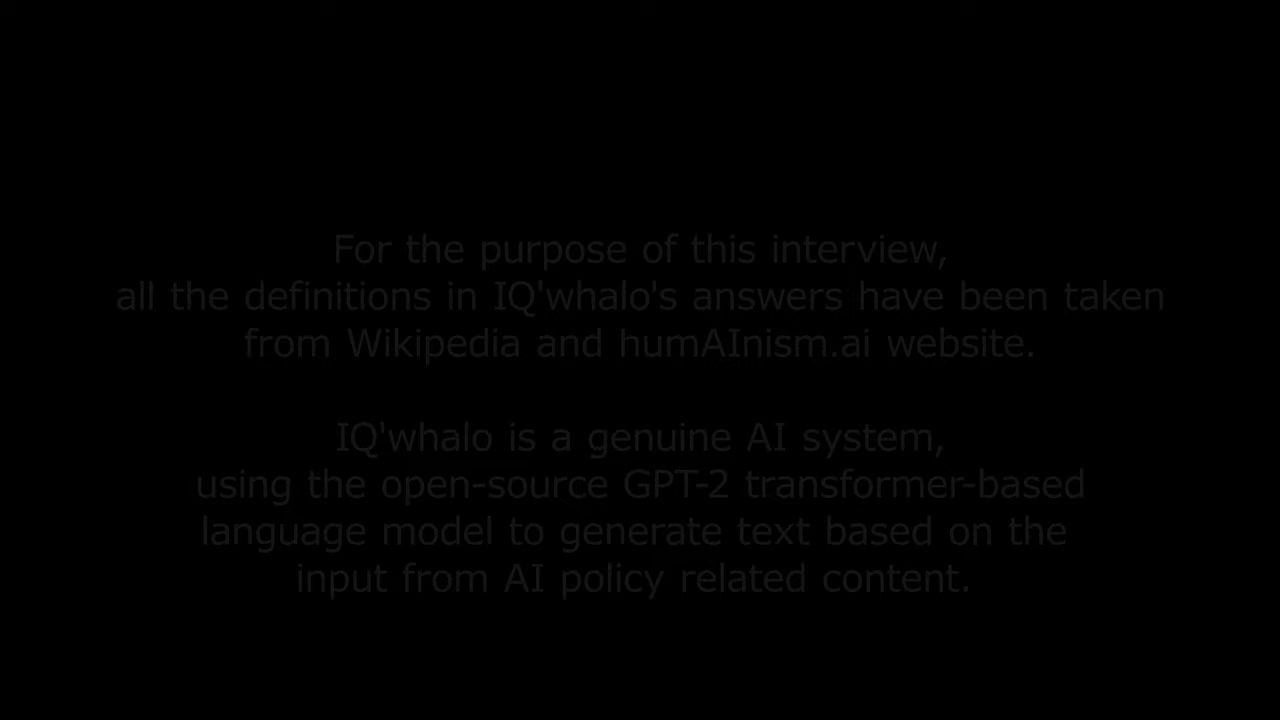 For the purpose of this interview,
all the definitions in IQ'whalo's answers have been taken
from Wikipedia and humAInism.ai website.
IQ'whalo is a genuine AI system,
using the open-source GPT-2 transformer-based
language model to generate text based on the
input from AI policy related content.